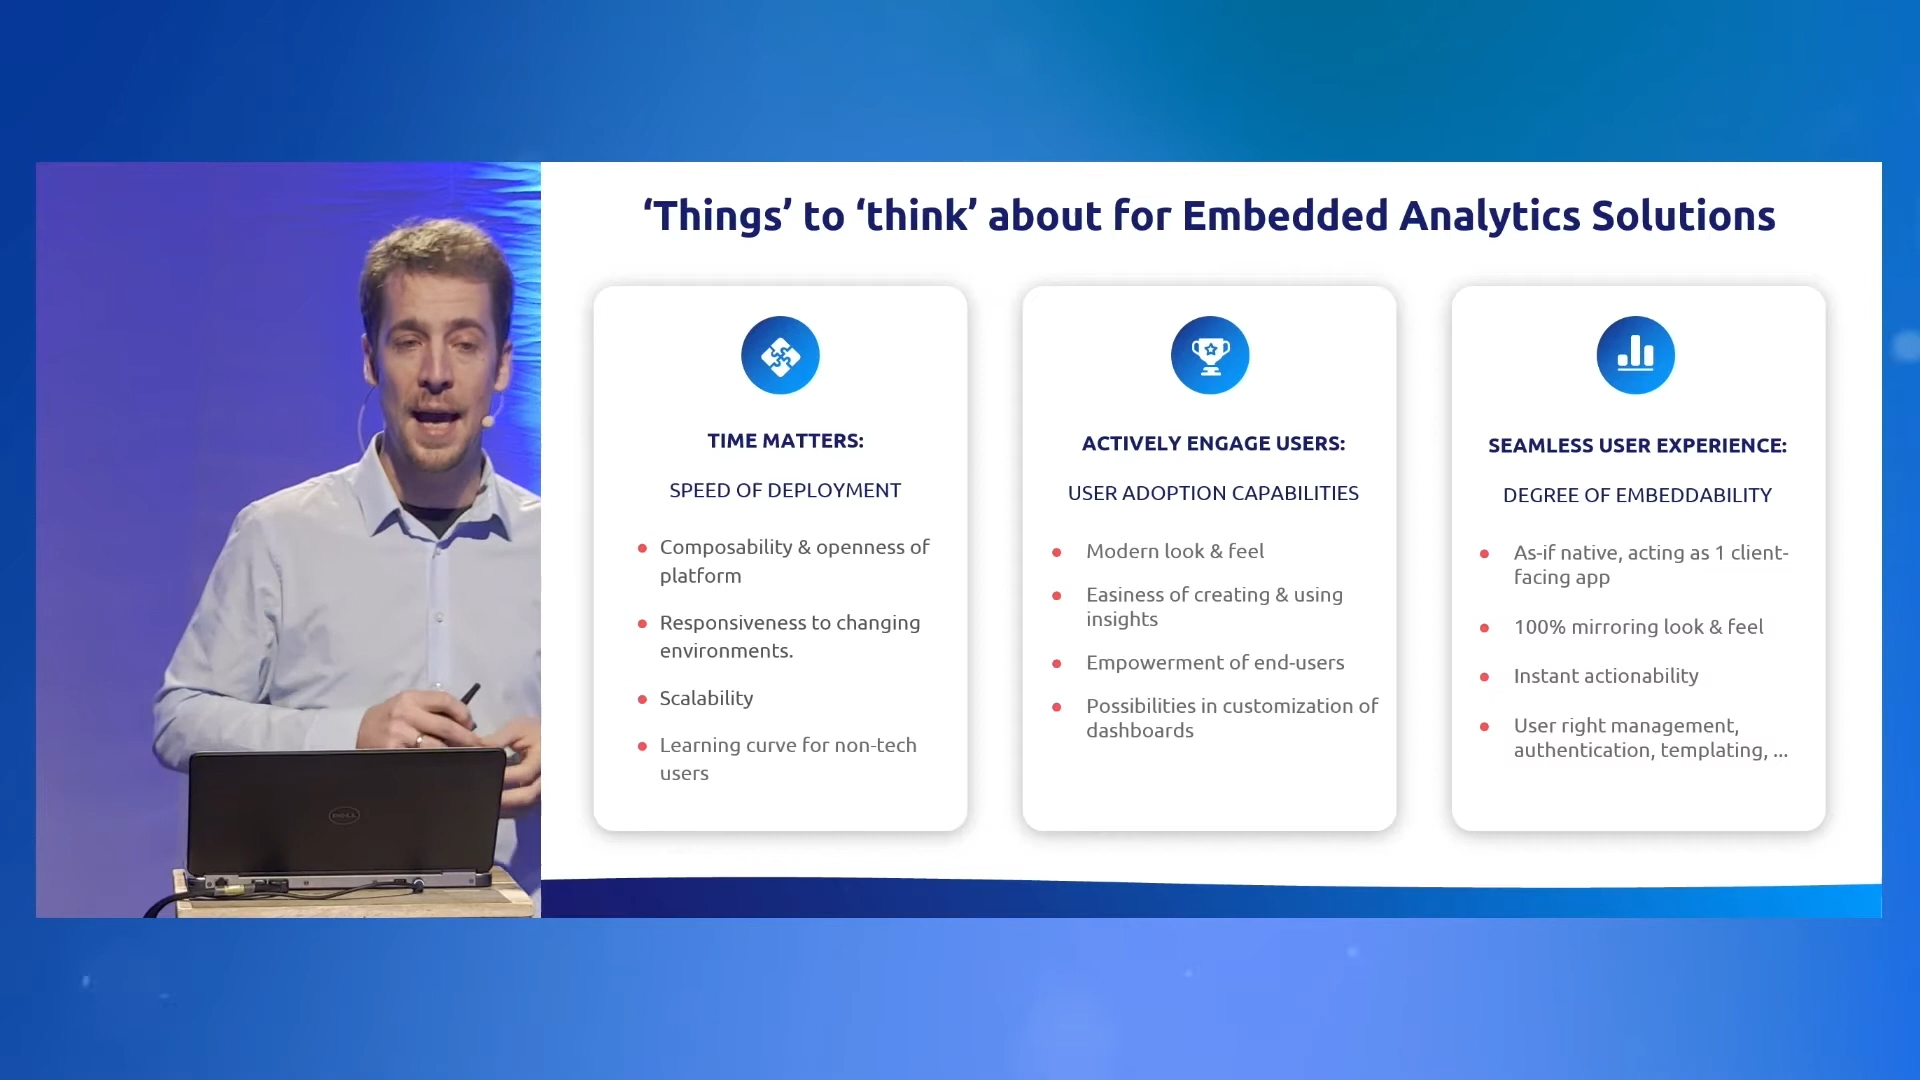 ‘Things’ to ‘think’ about for Embedded Analytics Solutions
TIME MATTERS:
SPEED OF DEPLOYMENT
Composability & openness of
platform
Responsiveness to changing
environments.
Scalability
Learning curve for non-tech
users
ACTIVELY ENGAGE USERS:
USER ADOPTION CAPABILITIES
Modern look & feel
Easiness of creating & using
insights
Empowerment of end-users
Possibilities in customization of
dashboards
SEAMLESS USER EXPERIENCE:
DEGREE OF EMBEDDABILITY
As-if native, acting as 1 client-
facing app
100% mirroring look & feel
Instant actionability
User right management,
authentication, templating, ...
DELL